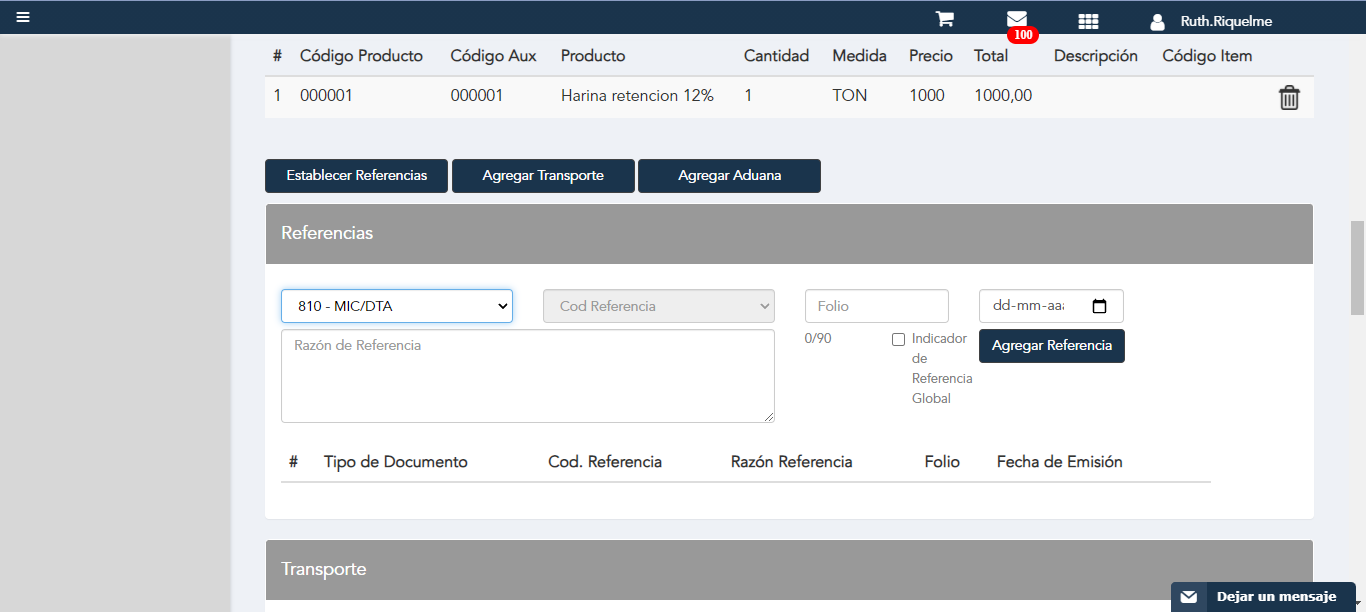 100
Ruth.Riquelme
# Código Producto Código Aux Producto Cantidad Medida Precio Total Descripción Código Item
1 000001 000001 Harina retencion 12% 1 TON 1000 1000,00
Establecer Referencias Agregar Transporte Agregar Aduana
Referencias
810 - MIC/DTA Cod Referencia Folio dd-mm-aaa
Razón de Referencia 0/90 Indicador de Referencia Global Agregar Referencia
# Tipo de Documento Cod. Referencia Razón Referencia Folio Fecha de Emisión
Transporte
Dejar un mensaje